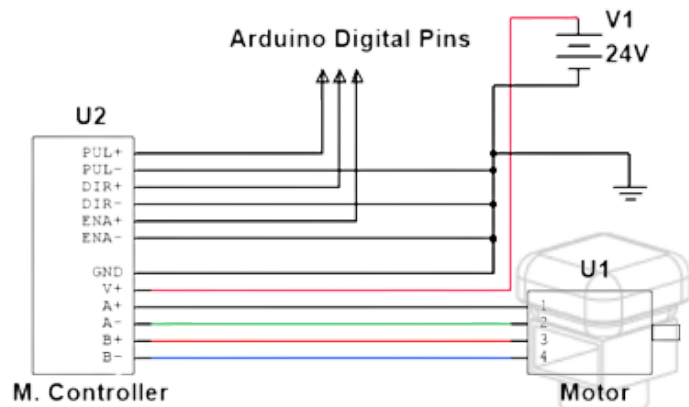 V1
24V
Arduino Digital Pins
U2
PUL+
PUL-
DIR+
DIR-
ENA+
ENA-
GND
V+
A+
A-
B+
B-
M. Controller
U1
1
2
3
4
Motor